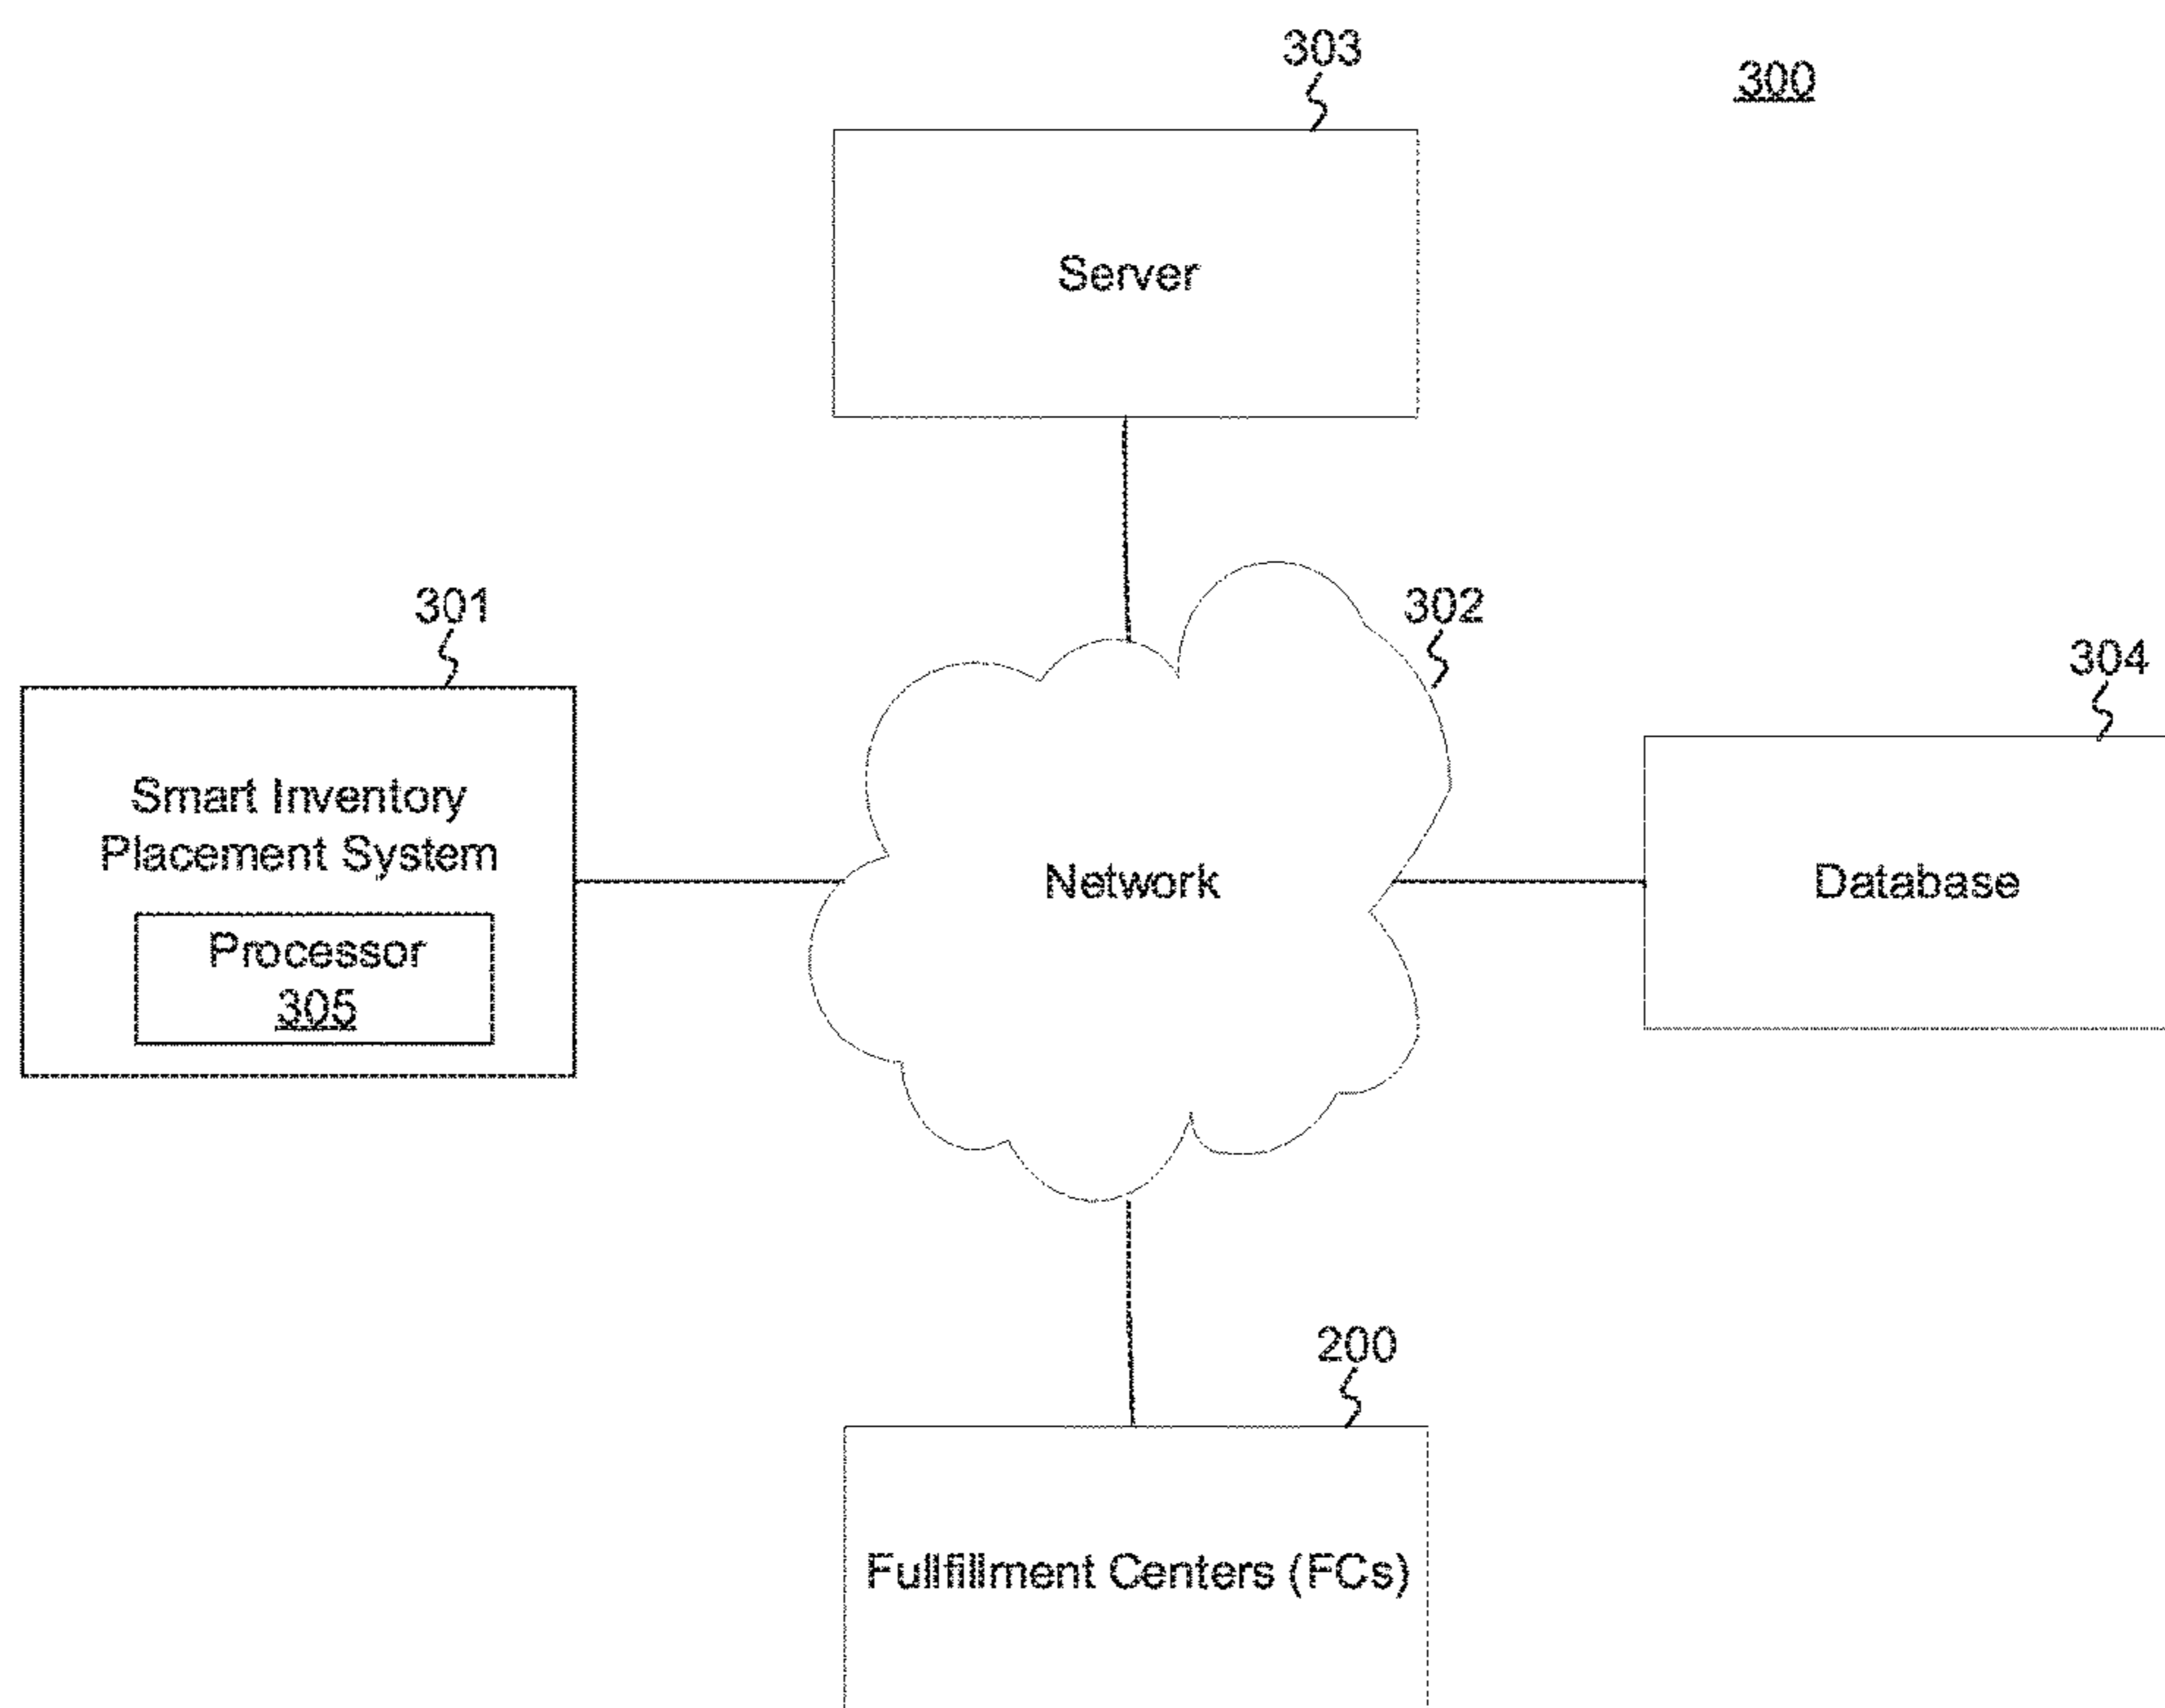 303
300
Server
301
302
304
Smart Inventory
Placement System
Network
Database
Processor
305
200
Fullfillment Centers (FCs)